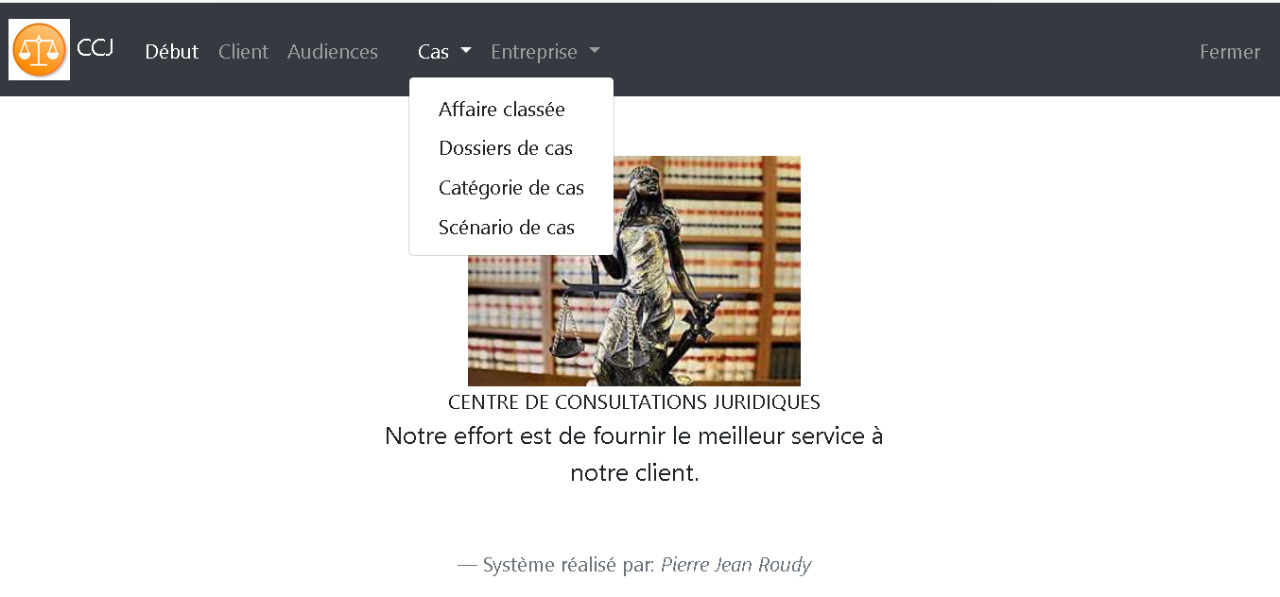 CCJ Début Client Audiences Cas Entreprise Fermer
Affaire classée
Dossiers de cas
Catégorie de cas
Scénario de cas
CENTRE DE CONSULTATIONS JURIDIQUES
Notre effort est de fournir le meilleur service à
notre client.
— Système réalisé par: Pierre Jean Roudy